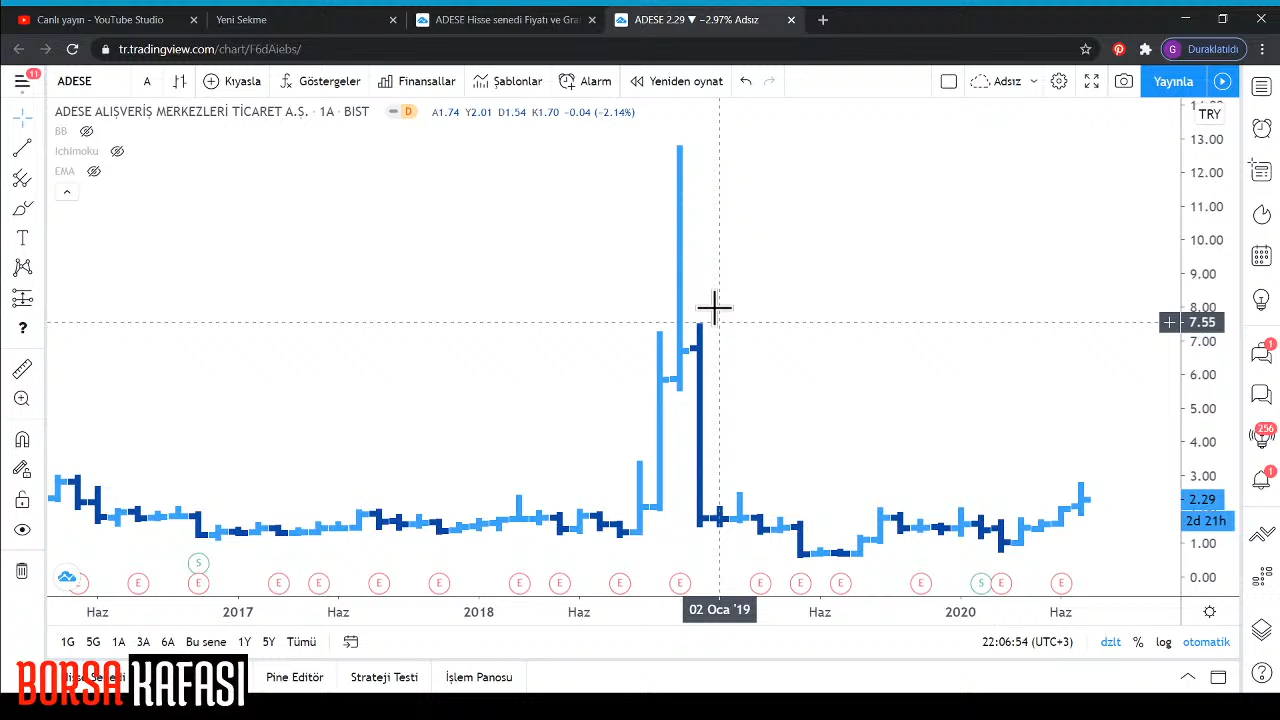 Canlı yayın - YouTube Studio
Yeni Sekme
ADESE Hisse senedi Fiyatı ve Gra
ADESE 2.29 ▼ −2.97% Adsız
tr.tradingview.com/chart/F6dAiebs/
G Duraklatıldı
11
ADESE
A
Kıyasla
Göstergeler
Finansallar
Şablonlar
Alarm
Yeniden oynat
Adsız
Yayınla
ADESE ALIŞVERİŞ MERKEZLERİ TİCARET A.Ş. · 1A · BIST
D
A1.74 Y2.01 D1.54 K1.70 −0.04 (−2.14%)
BB
Ichimoku
EMA
TRY
14.00
13.00
12.00
11.00
10.00
9.00
8.00
7.55
7.00
6.00
5.00
4.00
3.00
2.29
2d 21h
1.00
0.00
1
256
1
S
S
E E E E E E E E E E E E E E E E
Haz
2017
Haz
2018
Haz
02 Oca '19
Haz
2020
Haz
1G 5G 1A 3A 6A Bu sene 1Y 5Y Tümü
22:06:54 (UTC+3)
dzlt % log otomatik
Pine Editör
Strateji Testi
İşlem Panosu
BORSA KAFASI